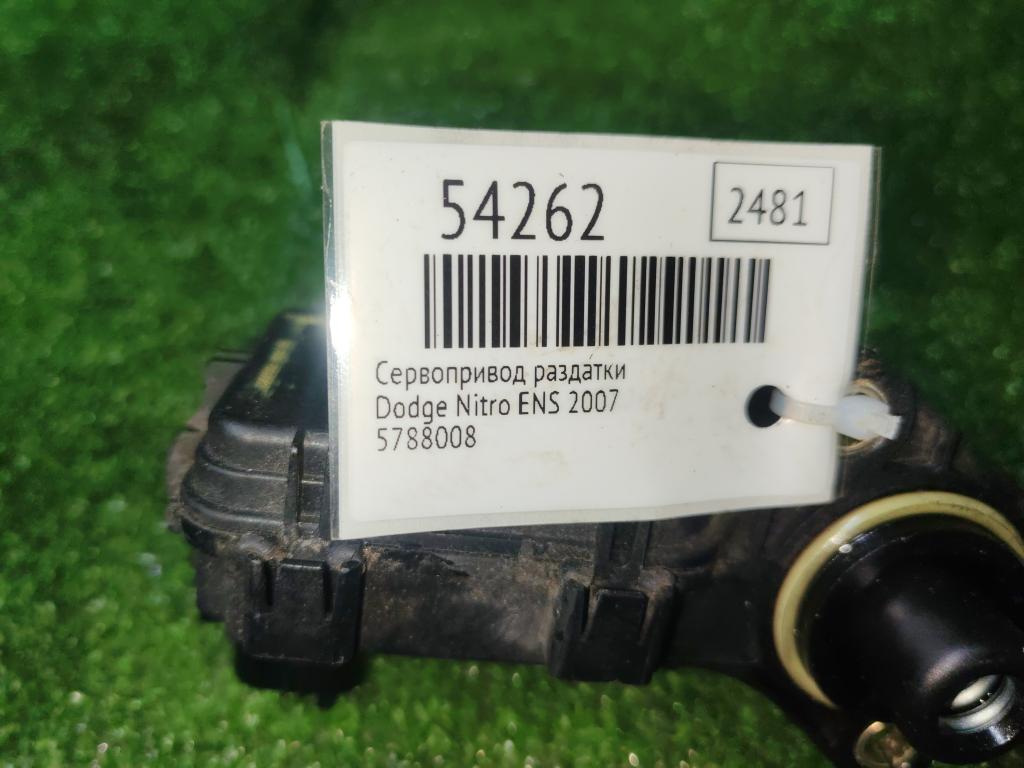 54262
2481
Сервопривод раздатки
Dodge Nitro ENS 2007
5788008